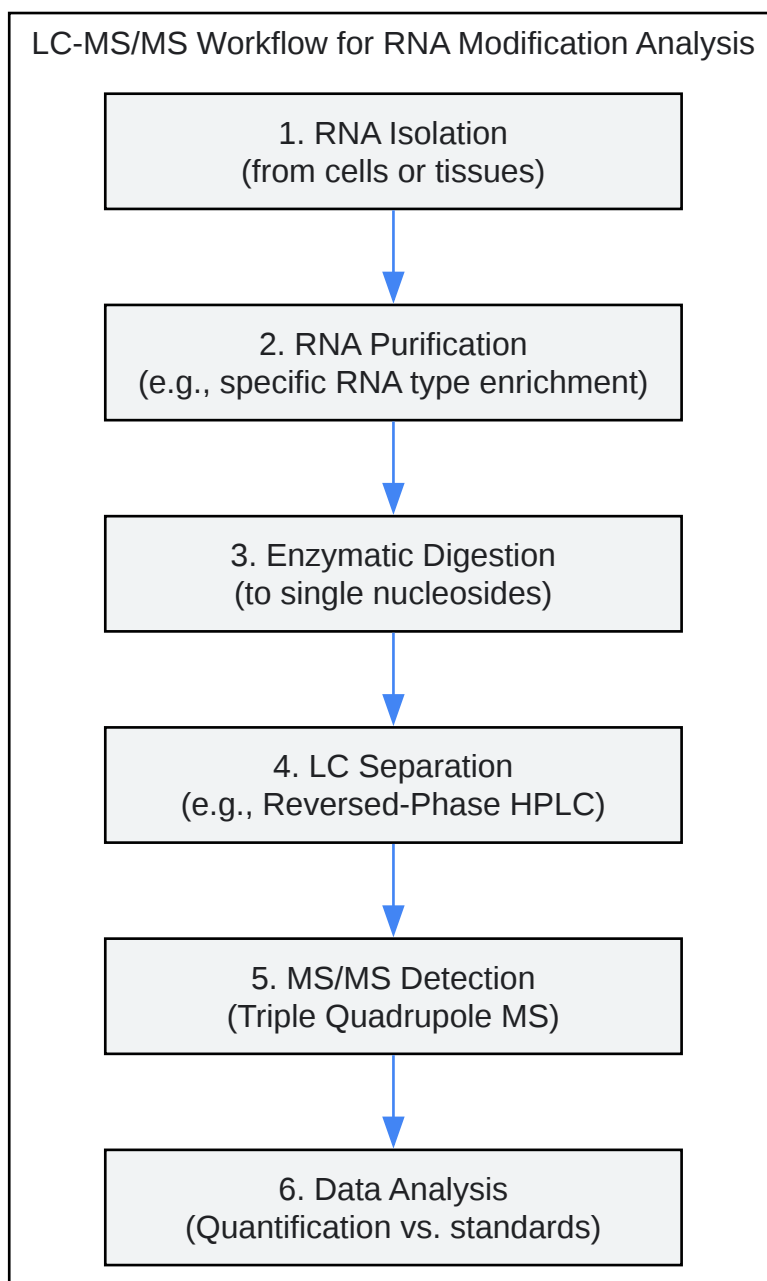 LC-MS/MS Workflow for RNA Modification Analysis
1. RNA Isolation
(from cells or tissues)
2. RNA Purification
(e.g., specific RNA type enrichment)
3. Enzymatic Digestion
(to single nucleosides)
4. LC Separation
(e.g., Reversed-Phase HPLC)
5. MS/MS Detection
(Triple Quadrupole MS)
6. Data Analysis
(Quantification vs. standards)